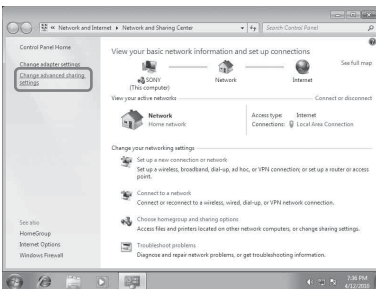 « Network and Internet ▸ Network and Sharing Center
Search Control Panel
Control Panel Home
Change adapter settings
Change advanced sharing
settings
See also
HomeGroup
Internet Options
Windows Firewall
View your basic network information and set up connections
See full map
SONY
(This computer)
Network
Internet
View your active networks
Connect or disconnect
Network
Home network
Access type: Internet
Connections: Local Area Connection
Change your networking settings
Set up a new connection or network
Set up a wireless, broadband, dial-up, ad hoc, or VPN connection; or set up a router or access
point.
Connect to a network
Connect or reconnect to a wireless, wired, dial-up, or VPN network connection.
Choose homegroup and sharing options
Access files and printers located on other network computers, or change sharing settings.
Troubleshoot problems
Diagnose and repair network problems, or get troubleshooting information.
7:36 PM
4/12/2010